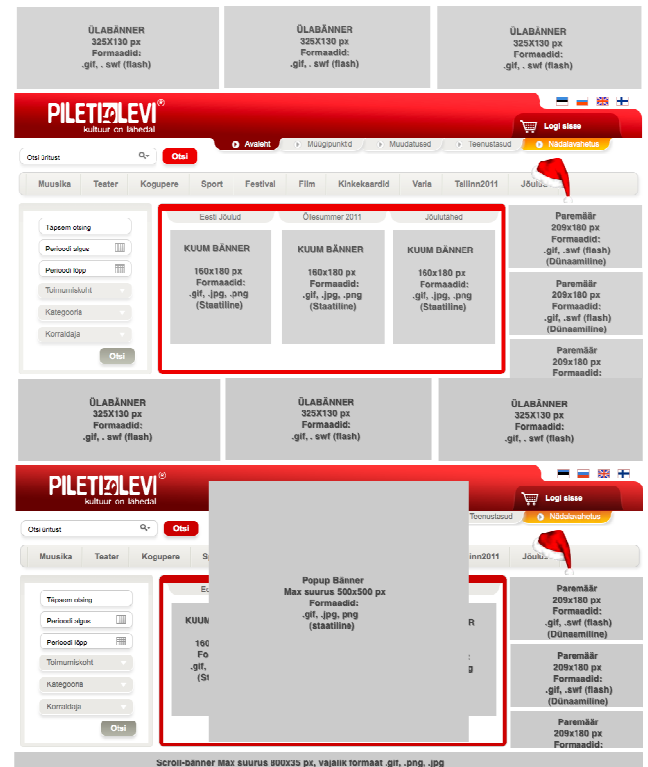 ÜLABÄNNER
325X130 px
Formaadid:
.gif, . swf (flash)
ÜLABÄNNER
325X130 px
Formaadid:
.gif, . swf (flash)
ÜLABÄNNER
325X130 px
Formaadid:
.gif, . swf (flash)
PILETILEVI®
kultuur on lähedal
Logi sisse
Otsi üritust
Otsi
Avaleht
Müügipunktid
Muudatused
Teenustasud
Nädalavahetus
Muusika Teater Kogupere Sport Festival Film Kinkekaardid Varia Tallinn2011 Jõulud
Täpsem otsing
Perioodi algus
Perioodi lõpp
Toimumiskoht
Kategooria
Korraldaja
Otsi
Eesti Jõulud
Õllesummer 2011
Jõulutähed
KUUM BÄNNER
160x180 px
Formaadid:
.gif, .jpg, .png
(Staatiline)
KUUM BÄNNER
160x180 px
Formaadid:
.gif, .jpg, .png
(Staatiline)
KUUM BÄNNER
160x180 px
Formaadid:
.gif, .jpg, .png
(Staatiline)
Paremäär
209x180 px
Formaadid:
.gif, .swf (flash)
(Dünaamiline)
Paremäär
209x180 px
Formaadid:
.gif, .swf (flash)
(Dünaamiline)
Paremäär
209x180 px
Formaadid:
ÜLABÄNNER
325X130 px
Formaadid:
.gif, . swf (flash)
ÜLABÄNNER
325X130 px
Formaadid:
.gif, . swf (flash)
ÜLABÄNNER
325X130 px
Formaadid:
.gif, . swf (flash)
PILETILEVI®
kultuur on lähedal
Logi sisse
Otsi üritust
Otsi
Teenustasud
Nädalavahetus
Muusika Teater Kogupere inn2011 Jõulud
Täpsem otsing
Perioodi algus
Perioodi lõpp
Toimumiskoht
Kategooria
Korraldaja
Otsi
KUUM
160
Fo
.gif,
(St
Popup Bänner
Max suurus 500x500 px
Formaadid:
.gif, .jpg, png
(staatiline)
R
g
Paremäär
209x180 px
Formaadid:
.gif, .swf (flash)
(Dünaamiline)
Paremäär
209x180 px
Formaadid:
.gif, .swf (flash)
(Dünaamiline)
Paremäär
209x180 px
Formaadid:
Scroll-bänner Max suurus 800x35 px, vajalik formaat .gif, .png, .jpg